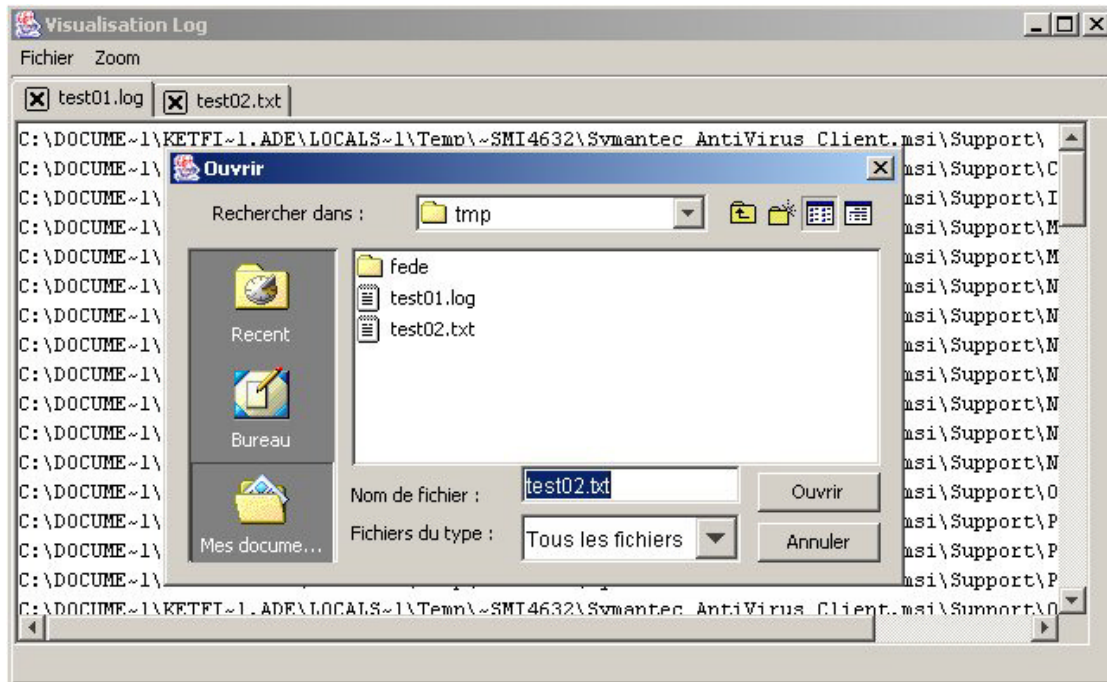 Visualisation Log
Fichier Zoom
test01.log test02.txt
C:\DOCUME~1\KETFI~1.ADE\LOCALS~1\Temp\~SMI4632\Symantec AntiVirus Client.msi\Support\
C:\DOCUME~1\ msi\Support\C
C:\DOCUME~1\ msi\Support\I
C:\DOCUME~1\ msi\Support\M
C:\DOCUME~1\ msi\Support\M
C:\DOCUME~1\ msi\Support\N
C:\DOCUME~1\ msi\Support\N
C:\DOCUME~1\ msi\Support\N
C:\DOCUME~1\ msi\Support\N
C:\DOCUME~1\ msi\Support\N
C:\DOCUME~1\ msi\Support\N
C:\DOCUME~1\ msi\Support\N
C:\DOCUME~1\ msi\Support\O
C:\DOCUME~1\ msi\Support\P
C:\DOCUME~1\ msi\Support\P
C:\DOCUME~1\ msi\Support\P
C:\DOCUME~1\KETFI~1.ADE\LOCALS~1\Temp\~SMI4632\Symantec AntiVirus Client.msi\Support\
Ouvrir
Rechercher dans : tmp
fede
test01.log
test02.txt
Recent
Bureau
Mes docume...
Nom de fichier : test02.txt Ouvrir
Fichiers du type : Tous les fichiers Annuler